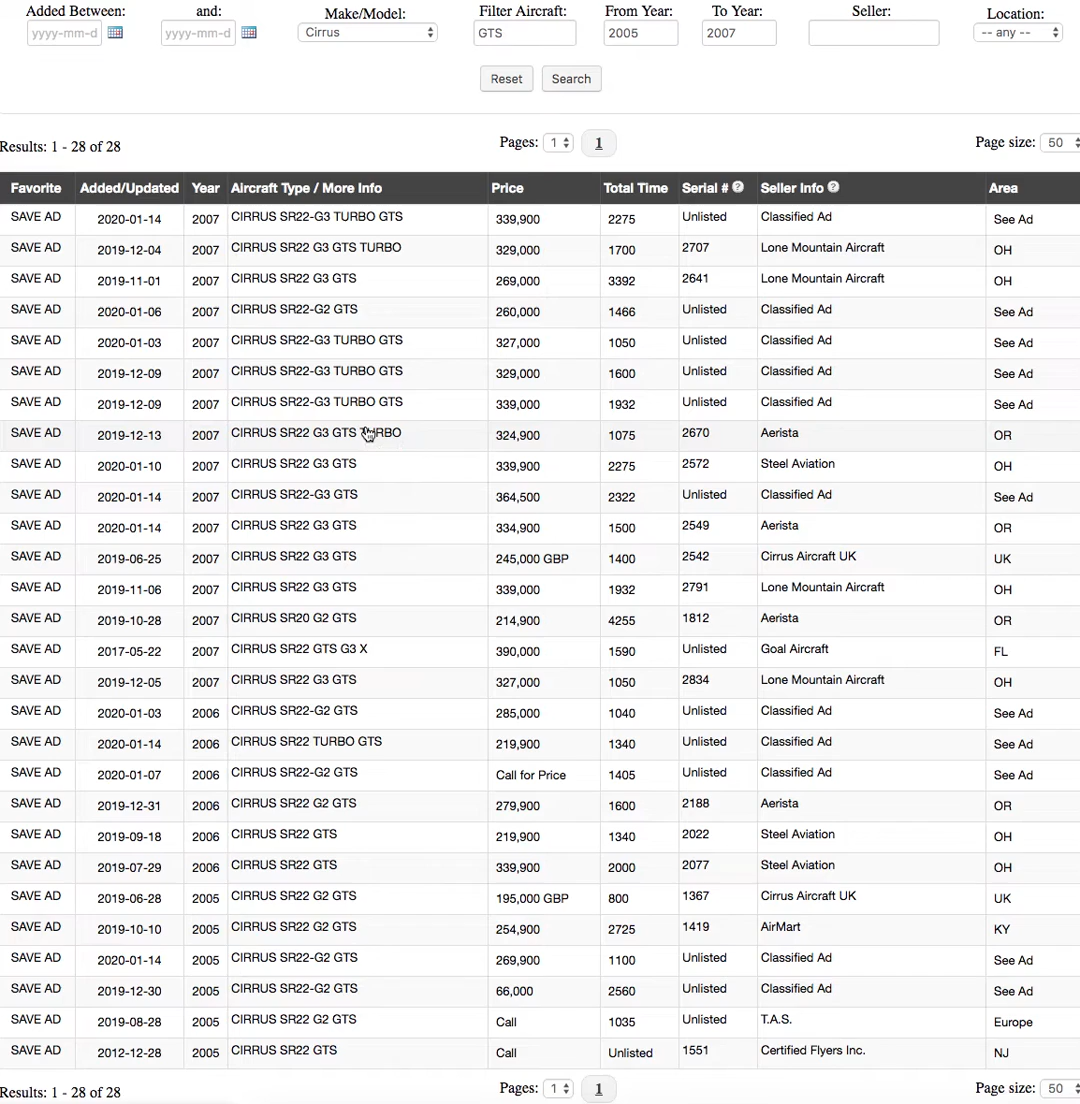 Added Between: and: Make/Model: Filter Aircraft: From Year: To Year: Seller: Location:
yyyy-mm-d yyyy-mm-d Cirrus GTS 2005 2007 -- any --
Reset Search
Results: 1 - 28 of 28 Pages: 1 1 Page size: 50
Favorite Added/Updated Year Aircraft Type / More Info Price Total Time Serial # Seller Info Area
SAVE AD 2020-01-14 2007 CIRRUS SR22-G3 TURBO GTS 339,900 2275 Unlisted Classified Ad See Ad
SAVE AD 2019-12-04 2007 CIRRUS SR22 G3 GTS TURBO 329,000 1700 2707 Lone Mountain Aircraft OH
SAVE AD 2019-11-01 2007 CIRRUS SR22 G3 GTS 269,000 3392 2641 Lone Mountain Aircraft OH
SAVE AD 2020-01-06 2007 CIRRUS SR22-G2 GTS 260,000 1466 Unlisted Classified Ad See Ad
SAVE AD 2020-01-03 2007 CIRRUS SR22-G3 TURBO GTS 327,000 1050 Unlisted Classified Ad See Ad
SAVE AD 2019-12-09 2007 CIRRUS SR22-G3 TURBO GTS 329,000 1600 Unlisted Classified Ad See Ad
SAVE AD 2019-12-09 2007 CIRRUS SR22-G3 TURBO GTS 339,000 1932 Unlisted Classified Ad See Ad
SAVE AD 2019-12-13 2007 CIRRUS SR22 G3 GTS TURBO 324,900 1075 2670 Aerista OR
SAVE AD 2020-01-10 2007 CIRRUS SR22 G3 GTS 339,900 2275 2572 Steel Aviation OH
SAVE AD 2020-01-14 2007 CIRRUS SR22-G3 GTS 364,500 2322 Unlisted Classified Ad See Ad
SAVE AD 2020-01-14 2007 CIRRUS SR22 G3 GTS 334,900 1500 2549 Aerista OR
SAVE AD 2019-06-25 2007 CIRRUS SR22 G3 GTS 245,000 GBP 1400 2542 Cirrus Aircraft UK UK
SAVE AD 2019-11-06 2007 CIRRUS SR22 G3 GTS 339,000 1932 2791 Lone Mountain Aircraft OH
SAVE AD 2019-10-28 2007 CIRRUS SR20 G2 GTS 214,900 4255 1812 Aerista OR
SAVE AD 2017-05-22 2007 CIRRUS SR22 GTS G3 X 390,000 1590 Unlisted Goal Aircraft FL
SAVE AD 2019-12-05 2007 CIRRUS SR22 G3 GTS 327,000 1050 2834 Lone Mountain Aircraft OH
SAVE AD 2020-01-03 2006 CIRRUS SR22-G2 GTS 285,000 1040 Unlisted Classified Ad See Ad
SAVE AD 2020-01-14 2006 CIRRUS SR22 TURBO GTS 219,900 1340 Unlisted Classified Ad See Ad
SAVE AD 2020-01-07 2006 CIRRUS SR22-G2 GTS Call for Price 1405 Unlisted Classified Ad See Ad
SAVE AD 2019-12-31 2006 CIRRUS SR22 G2 GTS 279,900 1600 2188 Aerista OR
SAVE AD 2019-09-18 2006 CIRRUS SR22 GTS 219,900 1340 2022 Steel Aviation OH
SAVE AD 2019-07-29 2006 CIRRUS SR22 GTS 339,900 2000 2077 Steel Aviation OH
SAVE AD 2019-06-28 2005 CIRRUS SR22 G2 GTS 195,000 GBP 800 1367 Cirrus Aircraft UK UK
SAVE AD 2019-10-10 2005 CIRRUS SR22 G2 GTS 254,900 2725 1419 AirMart KY
SAVE AD 2020-01-14 2005 CIRRUS SR22-G2 GTS 269,900 1100 Unlisted Classified Ad See Ad
SAVE AD 2019-12-30 2005 CIRRUS SR22-G2 GTS 66,000 2560 Unlisted Classified Ad See Ad
SAVE AD 2019-08-28 2005 CIRRUS SR22 G2 GTS Call 1035 Unlisted T.A.S. Europe
SAVE AD 2012-12-28 2005 CIRRUS SR22 GTS Call Unlisted 1551 Certified Flyers Inc. NJ
Results: 1 - 28 of 28 Pages: 1 1 Page size: 50